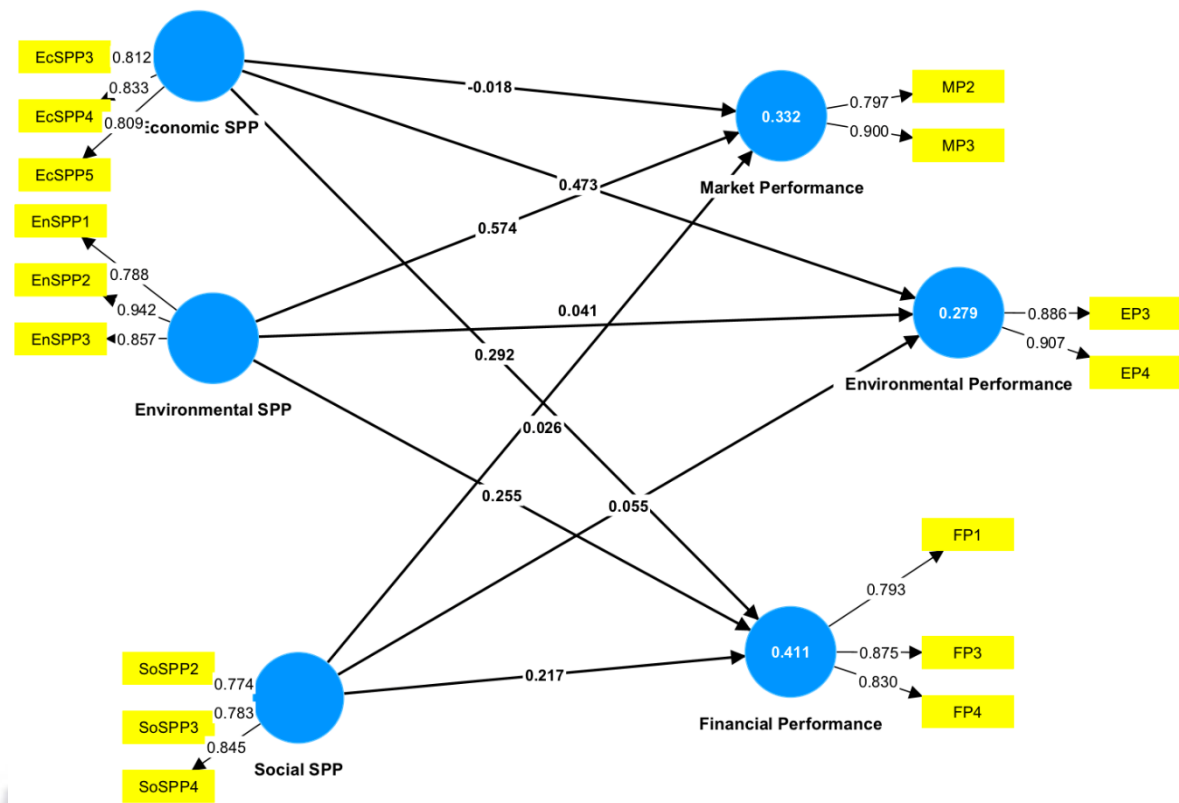 EcSPP3
0.812
0.833
EcSPP4
0.809
:conomic SPP
EcSPP5
-0.018
0.332
0.797
MP2
0.900
MP3
Market Performance
0.473
0.574
EnSPP1
0.788
EnSPP2
0.942
EnSPP3
0.857
Environmental SPP
0.041
0.292
0.279
0.886
EP3
0.907
EP4
Environmental Performance
0.026
0.255
0.055
FP1
0.793
0.411
0.875
FP3
0.830
FP4
Financial Performance
0.217
SoSPP2
0.774
0.783
SoSPP3
0.845
SoSPP4
Social SPP